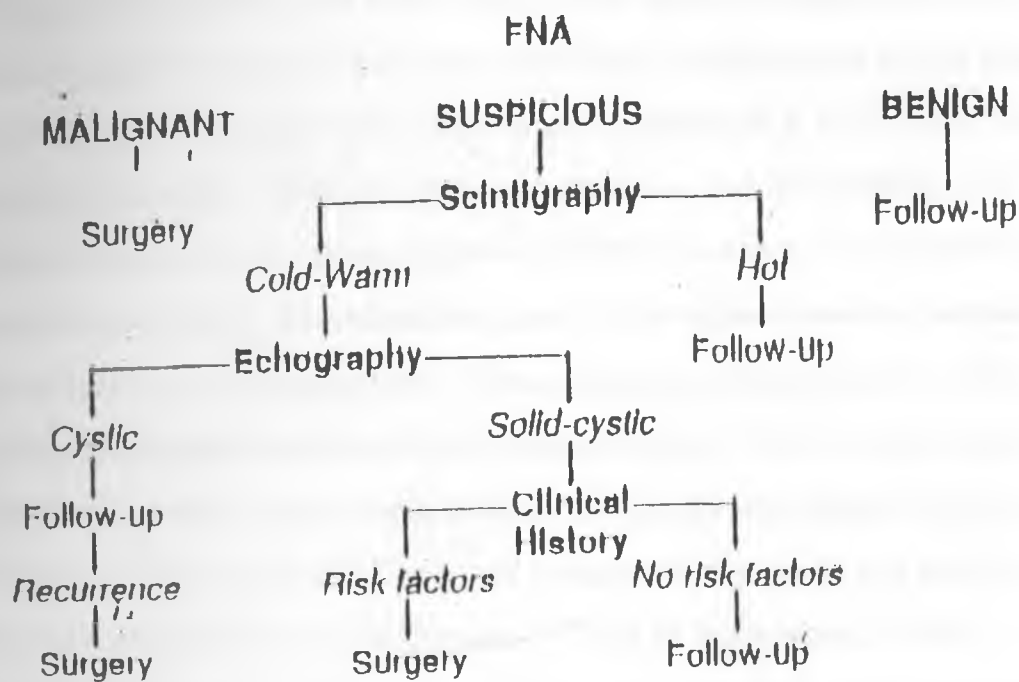 FNA
MALIGNANT SUSPICIOUS BENIGN
Scintigraphy
Surgery Follow-Up
Cold-Warm Hot
Echography Follow-Up
Cystic Solid-cystic
Follow-Up Clinical
History
Recurrence Risk factors No risk factors
Surgery Surgery Follow-Up